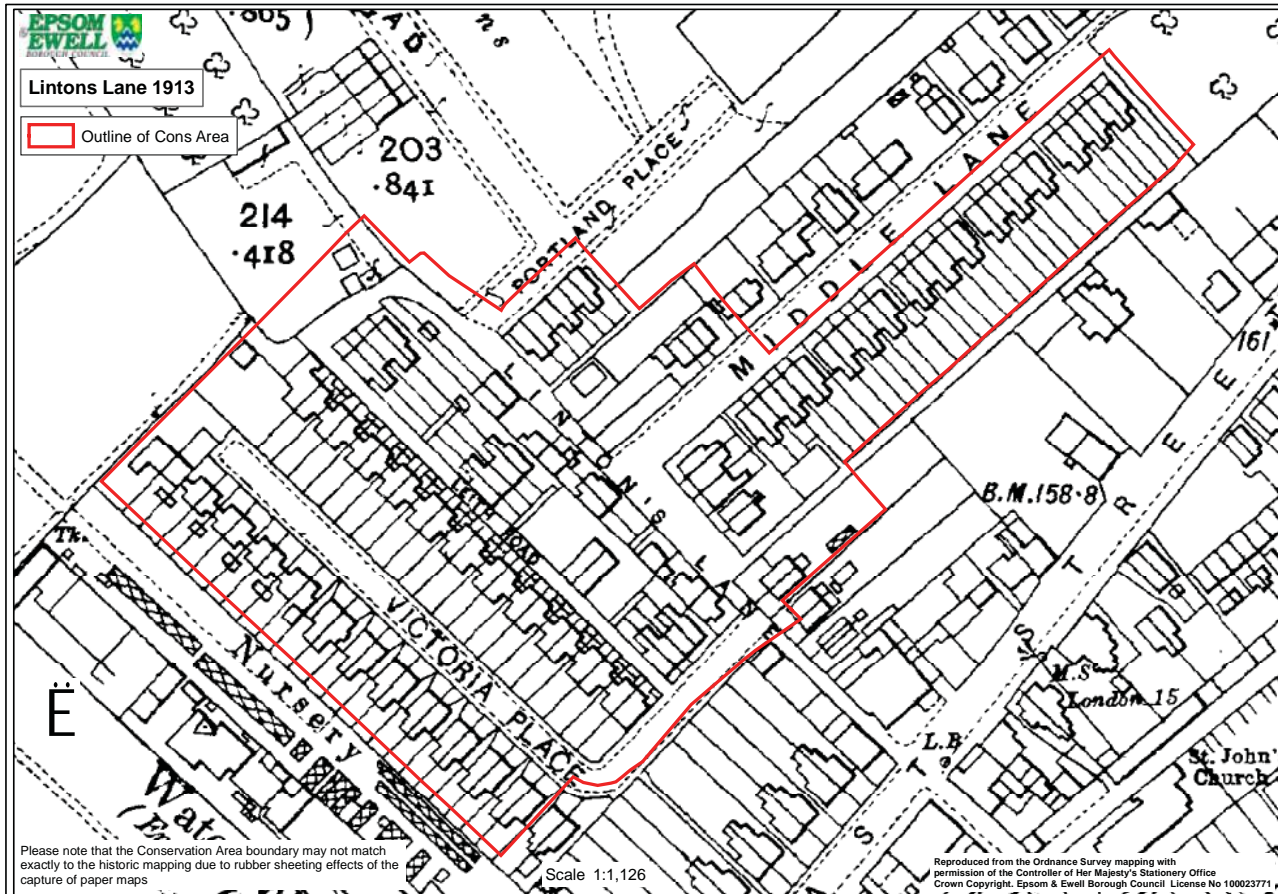 EPSOM
& EWELL
BOROUGH COUNCIL
Lintons Lane 1913
Outline of Cons Area
·805
203
·841
214
·418
PORTLAND PLACE
MIDDLE LANE
LINTON'S LANE
ROAD
VICTORIA PLACE
161
B.M.158·8
STREET
Tk.
Nursery
M.S
London 15
L.B
St. John'
Church
Ë
Please note that the Conservation Area boundary may not match
exactly to the historic mapping due to rubber sheeting effects of the
capture of paper maps
Scale 1:1,126
Reproduced from the Ordnance Survey mapping with
permission of the Controller of Her Majesty's Stationery Office
Crown Copyright. Epsom & Ewell Borough Council License No 100023771